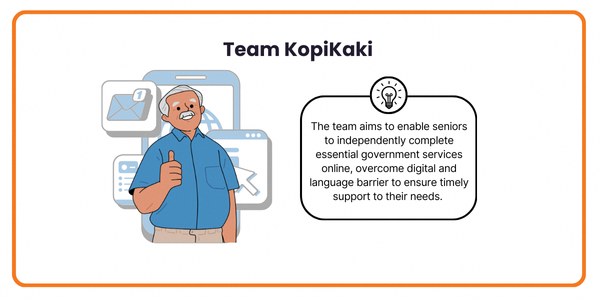 Team KopiKaki
1
The team aims to enable seniors
to independently complete
essential government services
online, overcome digital and
language barrier to ensure timely
support to their needs.